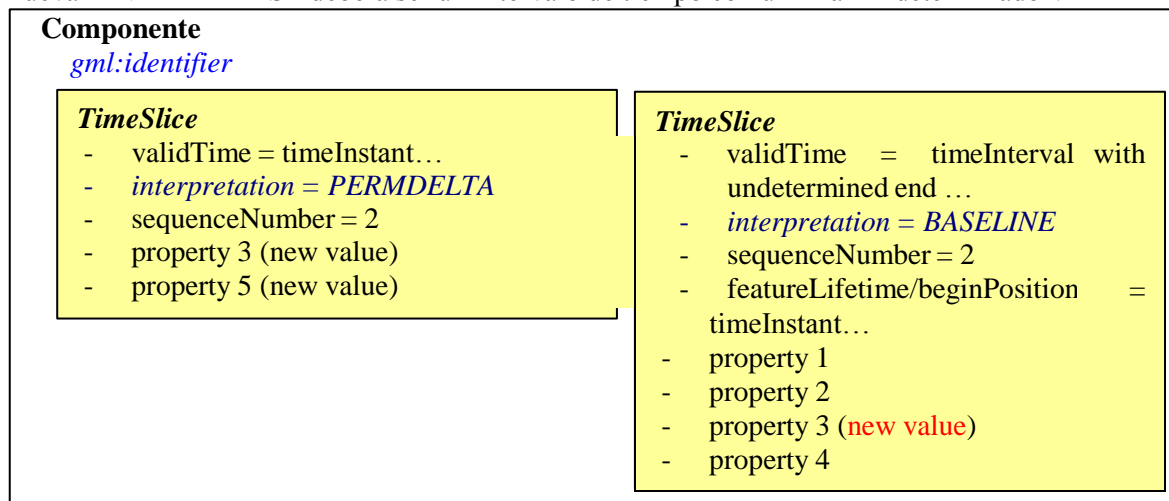 Componente
gml:identifier
TimeSlice
- validTime = timeInstant…
- interpretation = PERMDELTA
- sequenceNumber = 2
- property 3 (new value)
- property 5 (new value)
TimeSlice
- validTime = timeInterval with
undetermined end …
- interpretation = BASELINE
- sequenceNumber = 2
- featureLifetime/beginPosition =
timeInstant…
- property 1
- property 2
- property 3 (new value)
- property 4